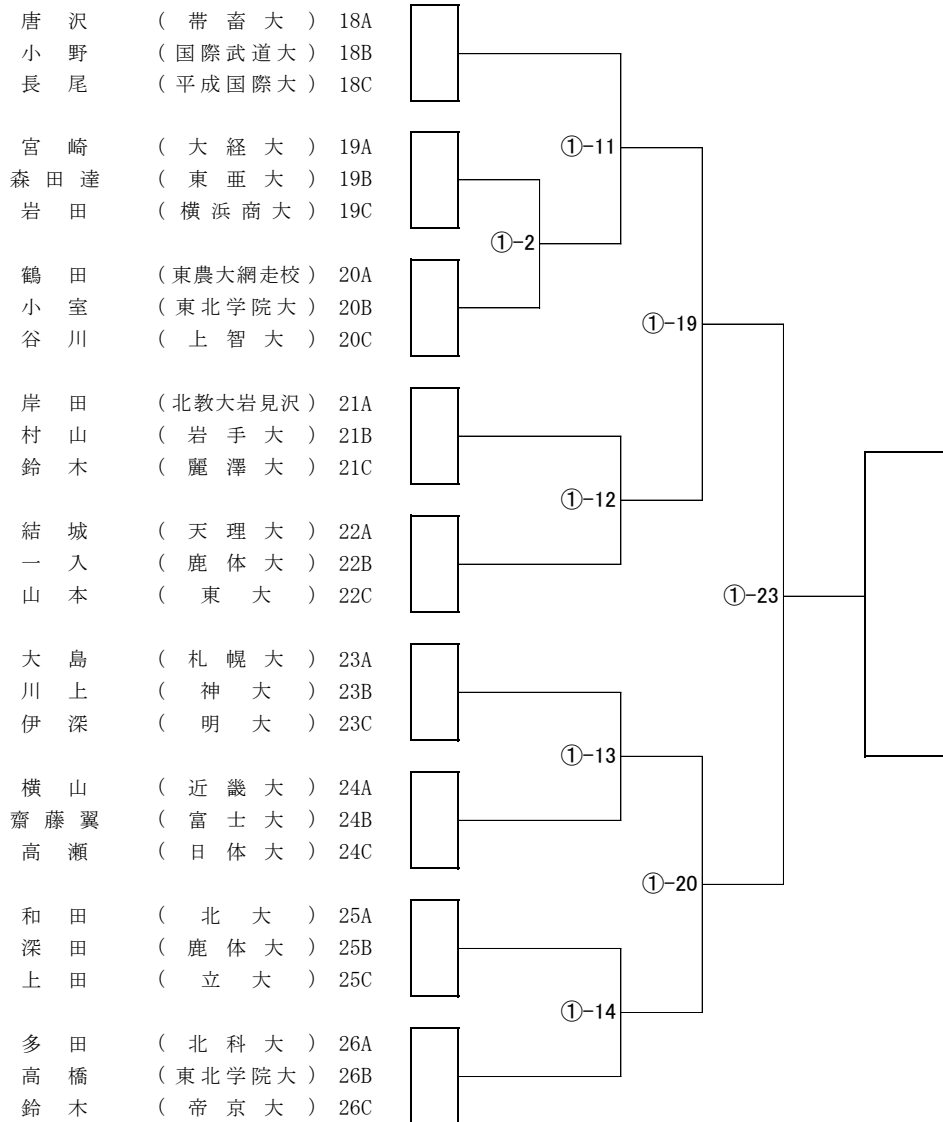 唐沢 (帯畜大) 18A
小野 (国際武道大) 18B
長尾 (平成国際大) 18C
宮崎 (大経大) 19A
①-11
森田達 (東亜大) 19B
岩田 (横浜商大) 19C
①-2
鶴田 (東農大網走校) 20A
小室 (東北学院大) 20B
①-19
谷川 (上智大) 20C
岸田 (北教大岩見沢) 21A
村山 (岩手大) 21B
鈴木 (麗澤大) 21C
①-12
結城 (天理大) 22A
一入 (鹿体大) 22B
山本 (東大) 22C
①-23
大島 (札幌大) 23A
川上 (神大) 23B
伊深 (明大) 23C
①-13
横山 (近畿大) 24A
齋藤翼 (富士大) 24B
高瀬 (日体大) 24C
①-20
和田 (北大) 25A
深田 (鹿体大) 25B
上田 (立大) 25C
①-14
多田 (北科大) 26A
高橋 (東北学院大) 26B
鈴木 (帝京大) 26C